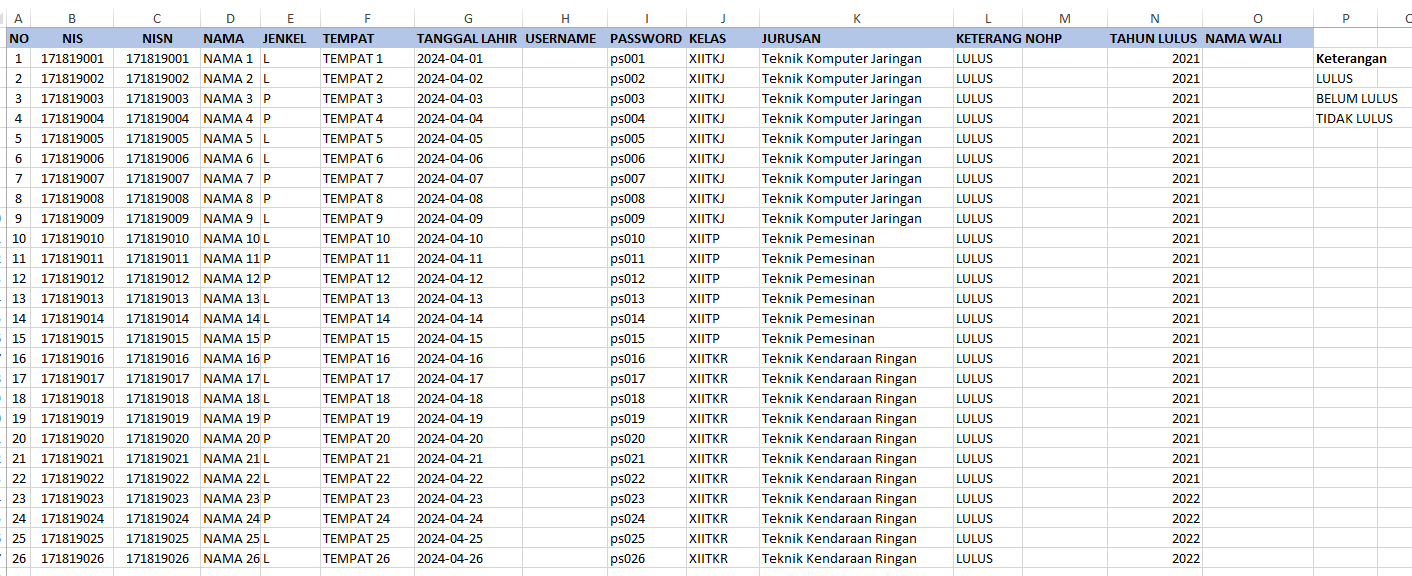 A B C D E F G H I J K L M N O P
NO NIS NISN NAMA JENKEL TEMPAT TANGGAL LAHIR USERNAME PASSWORD KELAS JURUSAN KETERANG NOHP TAHUN LULUS NAMA WALI
1 171819001 171819001 NAMA 1 L TEMPAT 1 2024-04-01 ps001 XIITKJ Teknik Komputer Jaringan LULUS 2021 Keterangan
2 171819002 171819002 NAMA 2 L TEMPAT 2 2024-04-02 ps002 XIITKJ Teknik Komputer Jaringan LULUS 2021 LULUS
3 171819003 171819003 NAMA 3 P TEMPAT 3 2024-04-03 ps003 XIITKJ Teknik Komputer Jaringan LULUS 2021 BELUM LULUS
4 171819004 171819004 NAMA 4 P TEMPAT 4 2024-04-04 ps004 XIITKJ Teknik Komputer Jaringan LULUS 2021 TIDAK LULUS
5 171819005 171819005 NAMA 5 L TEMPAT 5 2024-04-05 ps005 XIITKJ Teknik Komputer Jaringan LULUS 2021
6 171819006 171819006 NAMA 6 L TEMPAT 6 2024-04-06 ps006 XIITKJ Teknik Komputer Jaringan LULUS 2021
7 171819007 171819007 NAMA 7 P TEMPAT 7 2024-04-07 ps007 XIITKJ Teknik Komputer Jaringan LULUS 2021
8 171819008 171819008 NAMA 8 P TEMPAT 8 2024-04-08 ps008 XIITKJ Teknik Komputer Jaringan LULUS 2021
9 171819009 171819009 NAMA 9 L TEMPAT 9 2024-04-09 ps009 XIITKJ Teknik Komputer Jaringan LULUS 2021
10 171819010 171819010 NAMA 10 L TEMPAT 10 2024-04-10 ps010 XIITP Teknik Pemesinan LULUS 2021
11 171819011 171819011 NAMA 11 P TEMPAT 11 2024-04-11 ps011 XIITP Teknik Pemesinan LULUS 2021
12 171819012 171819012 NAMA 12 P TEMPAT 12 2024-04-12 ps012 XIITP Teknik Pemesinan LULUS 2021
13 171819013 171819013 NAMA 13 L TEMPAT 13 2024-04-13 ps013 XIITP Teknik Pemesinan LULUS 2021
14 171819014 171819014 NAMA 14 L TEMPAT 14 2024-04-14 ps014 XIITP Teknik Pemesinan LULUS 2021
15 171819015 171819015 NAMA 15 P TEMPAT 15 2024-04-15 ps015 XIITP Teknik Pemesinan LULUS 2021
16 171819016 171819016 NAMA 16 P TEMPAT 16 2024-04-16 ps016 XIITKR Teknik Kendaraan Ringan LULUS 2021
17 171819017 171819017 NAMA 17 L TEMPAT 17 2024-04-17 ps017 XIITKR Teknik Kendaraan Ringan LULUS 2021
18 171819018 171819018 NAMA 18 L TEMPAT 18 2024-04-18 ps018 XIITKR Teknik Kendaraan Ringan LULUS 2021
19 171819019 171819019 NAMA 19 P TEMPAT 19 2024-04-19 ps019 XIITKR Teknik Kendaraan Ringan LULUS 2021
20 171819020 171819020 NAMA 20 P TEMPAT 20 2024-04-20 ps020 XIITKR Teknik Kendaraan Ringan LULUS 2021
21 171819021 171819021 NAMA 21 L TEMPAT 21 2024-04-21 ps021 XIITKR Teknik Kendaraan Ringan LULUS 2021
22 171819022 171819022 NAMA 22 L TEMPAT 22 2024-04-22 ps022 XIITKR Teknik Kendaraan Ringan LULUS 2021
23 171819023 171819023 NAMA 23 P TEMPAT 23 2024-04-23 ps023 XIITKR Teknik Kendaraan Ringan LULUS 2022
24 171819024 171819024 NAMA 24 P TEMPAT 24 2024-04-24 ps024 XIITKR Teknik Kendaraan Ringan LULUS 2022
25 171819025 171819025 NAMA 25 L TEMPAT 25 2024-04-25 ps025 XIITKR Teknik Kendaraan Ringan LULUS 2022
26 171819026 171819026 NAMA 26 L TEMPAT 26 2024-04-26 ps026 XIITKR Teknik Kendaraan Ringan LULUS 2022